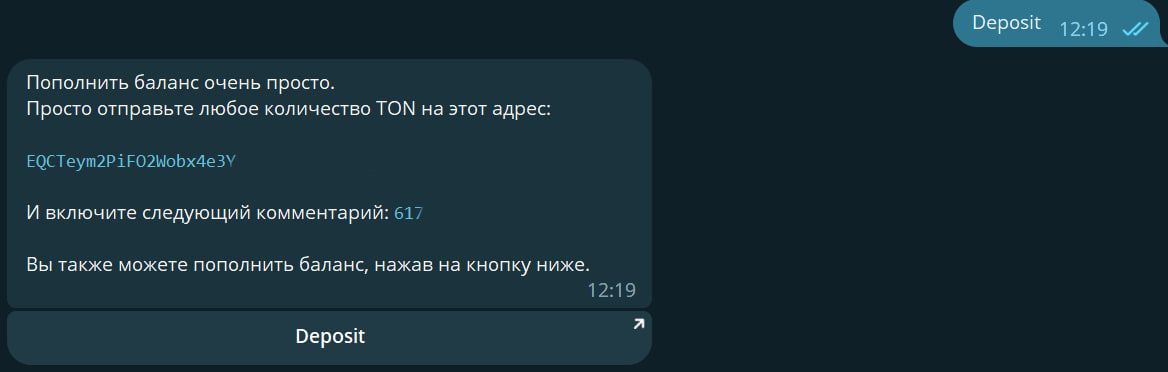 Deposit 12:19
Пополнить баланс очень просто.
Просто отправьте любое количество TON на этот адрес:
EQCTeym2PiFO2Wobx4e3Y
И включите следующий комментарий: 617
Вы также можете пополнить баланс, нажав на кнопку ниже.
12:19
Deposit